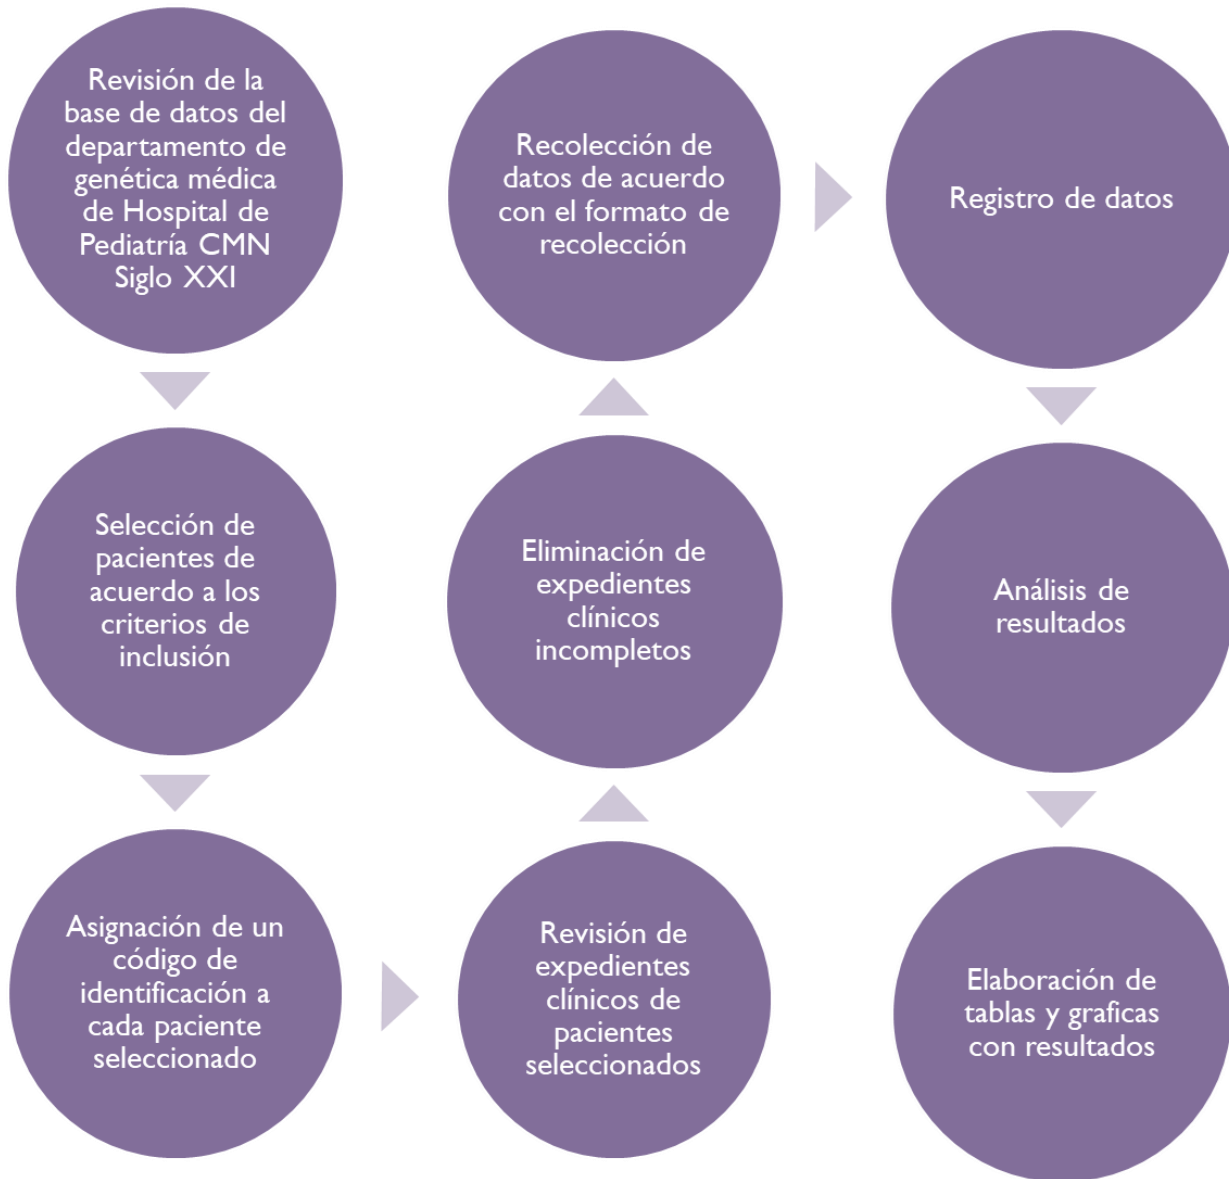 Revisión de la
base de datos del
departamento de
genética médica
de Hospital de
Pediatría CMN
Siglo XXI
Selección de
pacientes de
acuerdo a los
criterios de
inclusión
Asignación de un
código de
identificación a
cada paciente
seleccionado
Revisión de
expedientes
clínicos de
pacientes
seleccionados
Eliminación de
expedientes
clínicos
incompletos
Recolección de
datos de acuerdo
con el formato de
recolección
Registro de datos
Análisis de
resultados
Elaboración de
tablas y graficas
con resultados